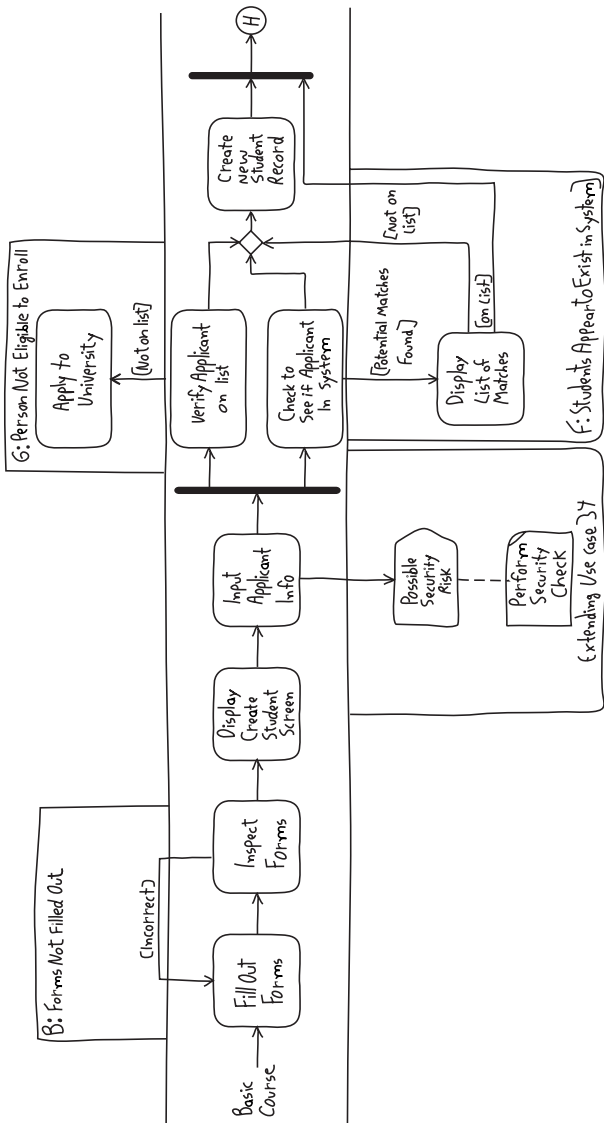 Basic
Course
B: Forms Not Filled Out
[Incorrect]
Fill Out
Forms
Inspect
Forms
Display
Create
Student
Screen
Input
Applicant
Info
G: Person Not Eligible to Enroll
Apply to
University
[Not on list]
Verify Applicant
on list
Check to
See if Applicant
In System
Create
New
Student
Record
H
[Not on
list]
[Potential Matches
Found]
[on List]
Display
List of
Matches
F: Students Appear to Exist in System
Possible
Security
Risk
Perform
Security
Check
Extending Use Case 34